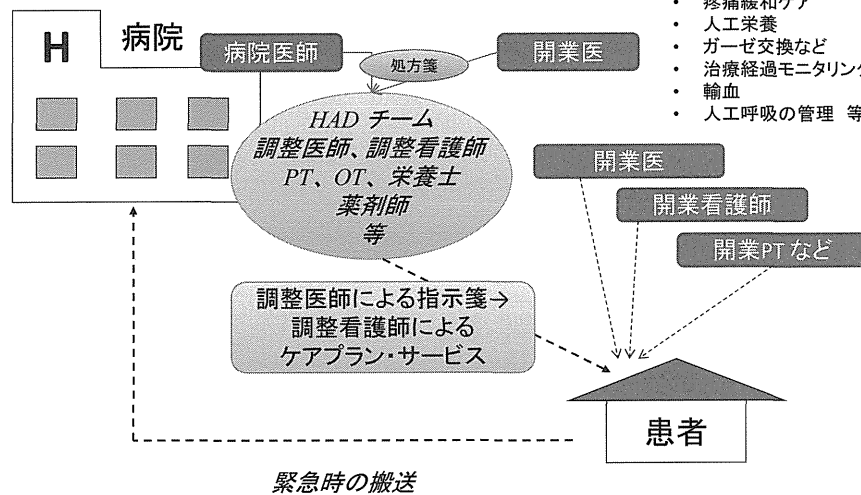 ・ 疼痛緩和ケア
・ 人工栄養
・ ガーゼ交換など
・ 治療経過モニタリング
・ 輸血
・ 人工呼吸の管理 等
H
病院
病院医師
処方箋
開業医
HAD チーム
調整医師、調整看護師
PT、OT、栄養士
薬剤師
等
開業医
開業看護師
開業PTなど
調整医師による指示箋→
調整看護師による
ケアプラン・サービス
患者
緊急時の搬送